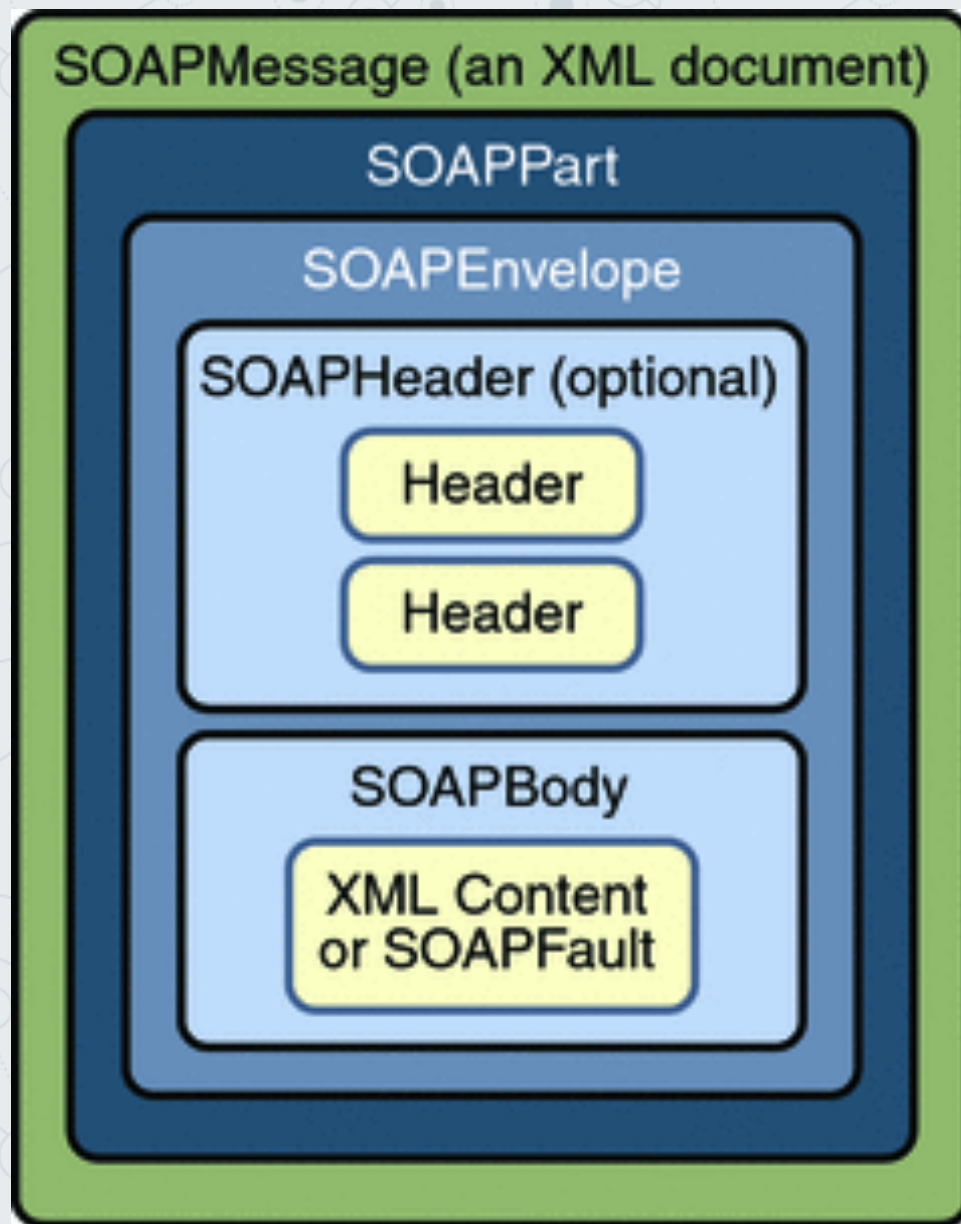 SOAPMessage (an XML document)
SOAPPart
SOAPEnvelope
SOAPHeader (optional)
Header
Header
SOAPBody
XML Content
or SOAPFault